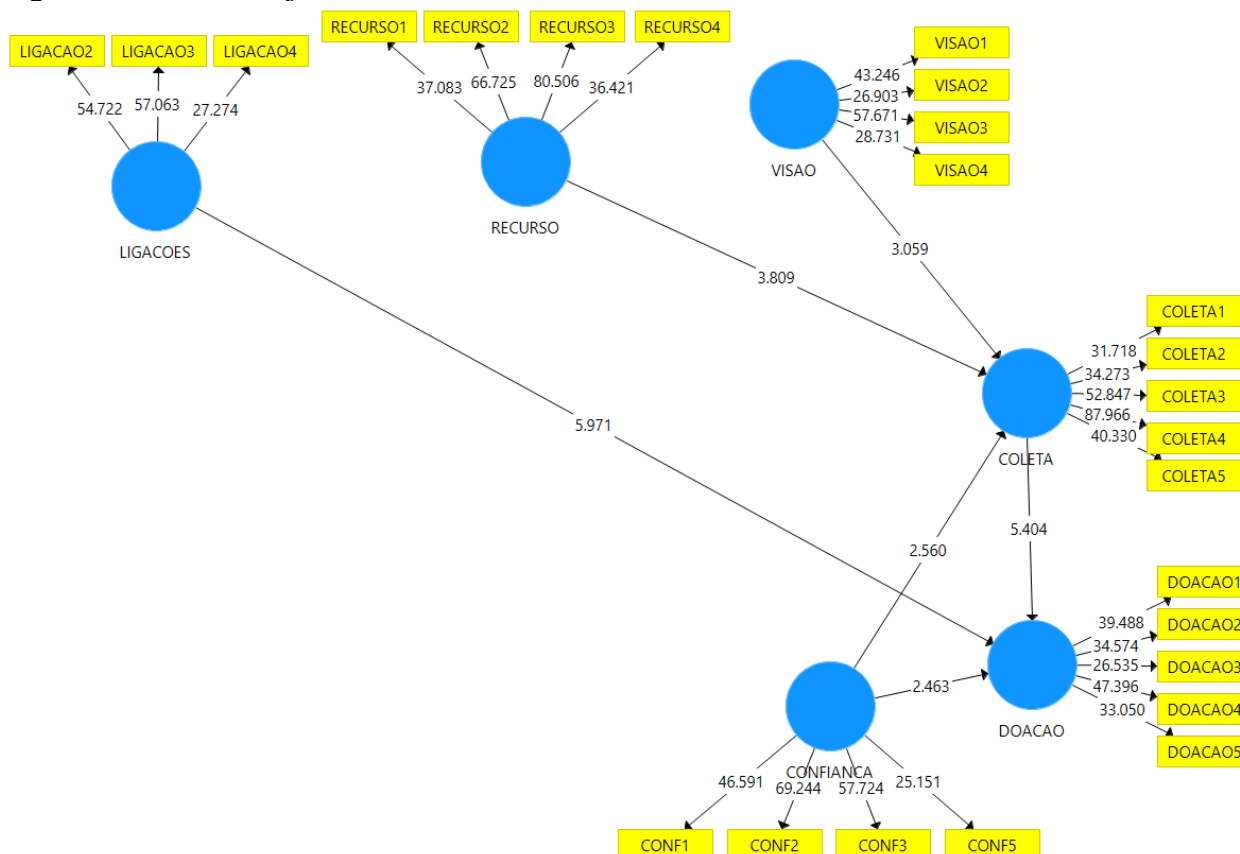 RECURSO1 RECURSO2 RECURSO3 RECURSO4
LIGACAO2 LIGACAO3 LIGACAO4
37.083 66.725 80.506 36.421
54.722 57.063 27.274
VISAO1
VISAO2
VISAO3
VISAO4
43.246
26.903
57.671
28.731
VISAO
RECURSO
LIGACOES
3.059
3.809
5.971
COLETA1
COLETA2
COLETA3
COLETA4
COLETA5
31.718
34.273
52.847
87.966
40.330
COLETA
5.404
2.560
2.463
DOACAO1
DOACAO2
DOACAO3
DOACAO4
DOACAO5
39.488
34.574
26.535
47.396
33.050
DOACAO
CONFIANCA
46.591 69.244 57.724 25.151
CONF1 CONF2 CONF3 CONF5